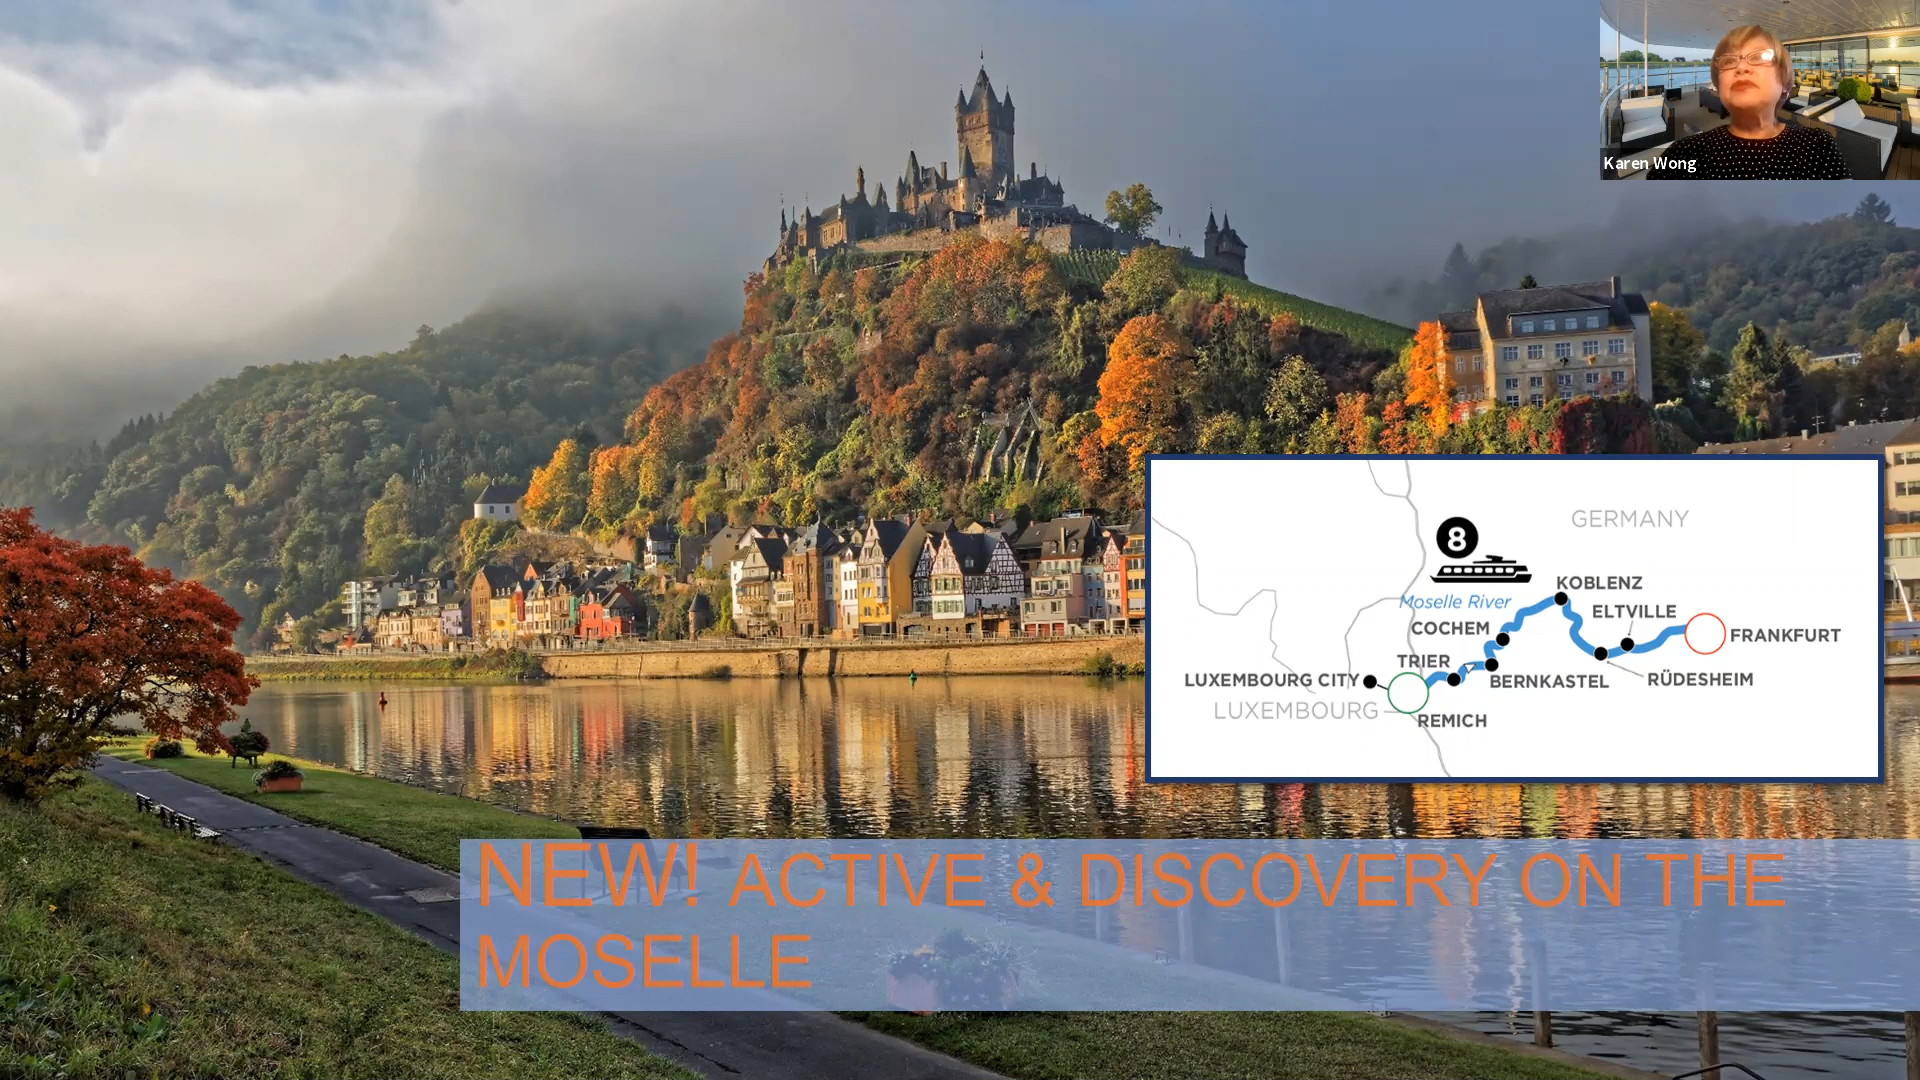 Karen Wong
GERMANY
8
KOBLENZ
Moselle River
ELTVILLE
COCHEM
FRANKFURT
TRIER
LUXEMBOURG CITY
BERNKASTEL
RÜDESHEIM
LUXEMBOURG
REMICH
NEW! ACTIVE & DISCOVERY ON THE
MOSELLE